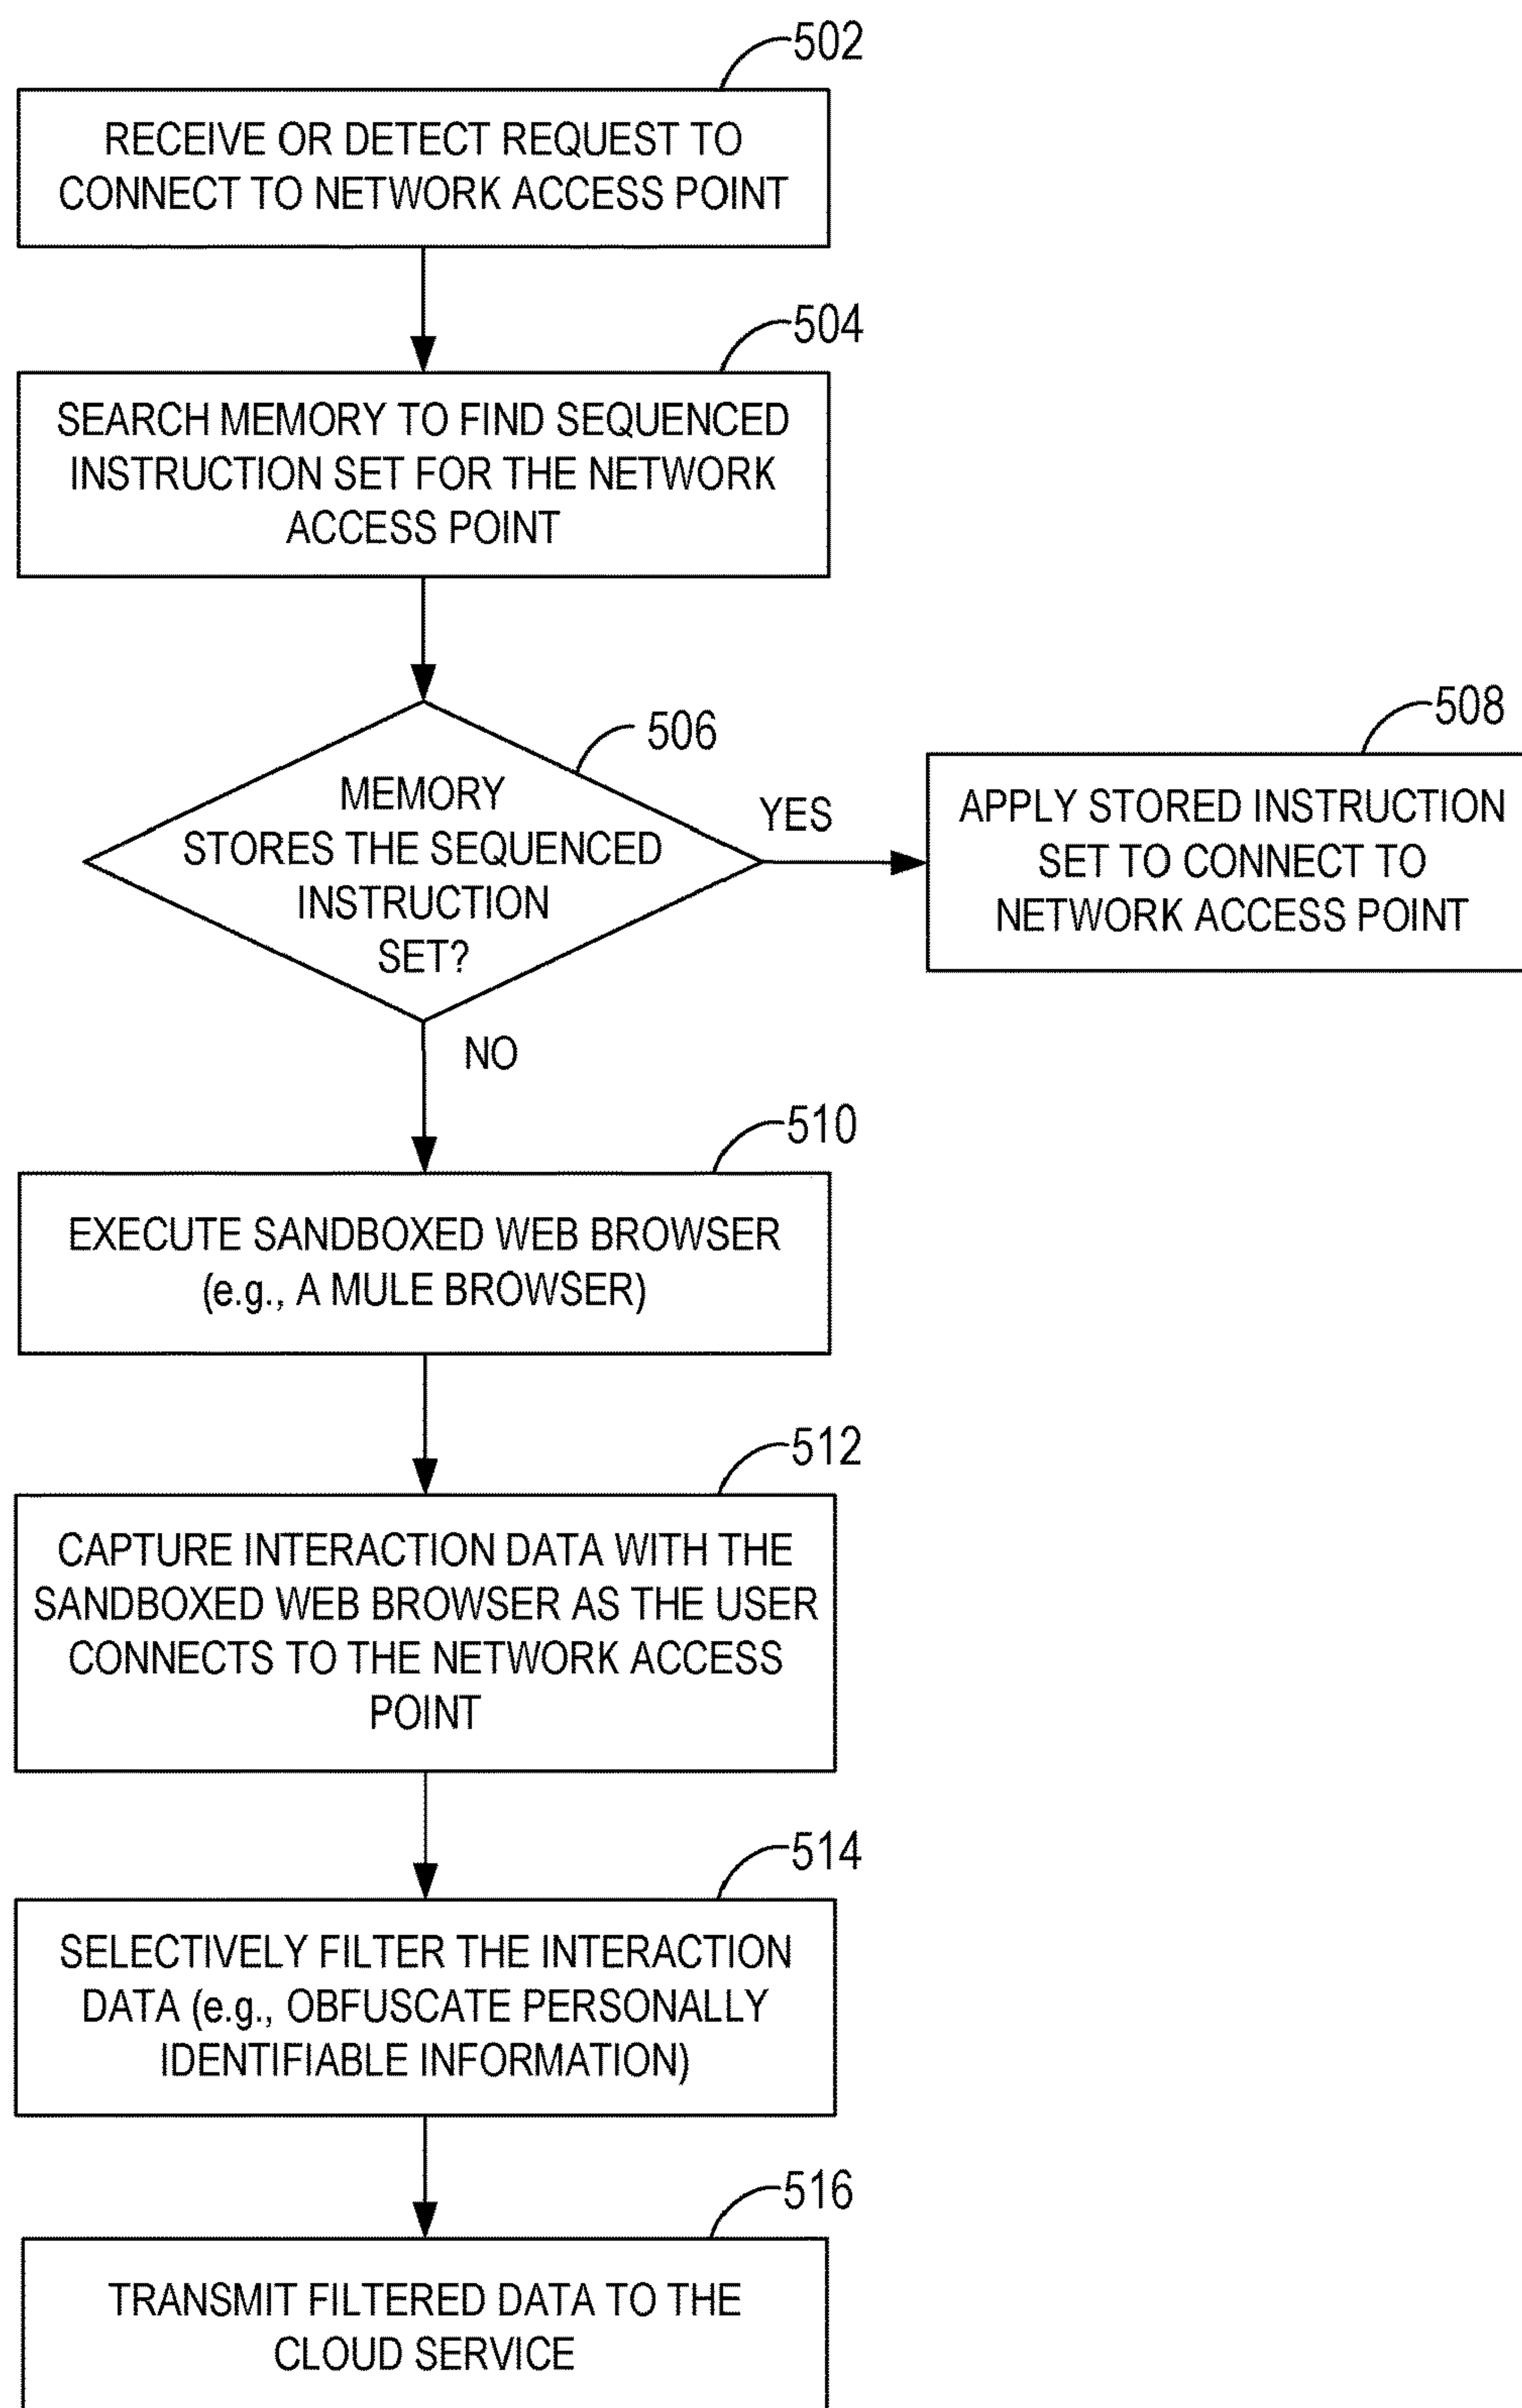 502
RECEIVE OR DETECT REQUEST TO
CONNECT TO NETWORK ACCESS POINT
504
SEARCH MEMORY TO FIND SEQUENCED
INSTRUCTION SET FOR THE NETWORK
ACCESS POINT
506
MEMORY
STORES THE SEQUENCED
INSTRUCTION
SET?
YES
508
APPLY STORED INSTRUCTION
SET TO CONNECT TO
NETWORK ACCESS POINT
NO
510
EXECUTE SANDBOXED WEB BROWSER
(e.g., A MULE BROWSER)
512
CAPTURE INTERACTION DATA WITH THE
SANDBOXED WEB BROWSER AS THE USER
CONNECTS TO THE NETWORK ACCESS
POINT
514
SELECTIVELY FILTER THE INTERACTION
DATA (e.g., OBFUSCATE PERSONALLY
IDENTIFIABLE INFORMATION)
516
TRANSMIT FILTERED DATA TO THE
CLOUD SERVICE